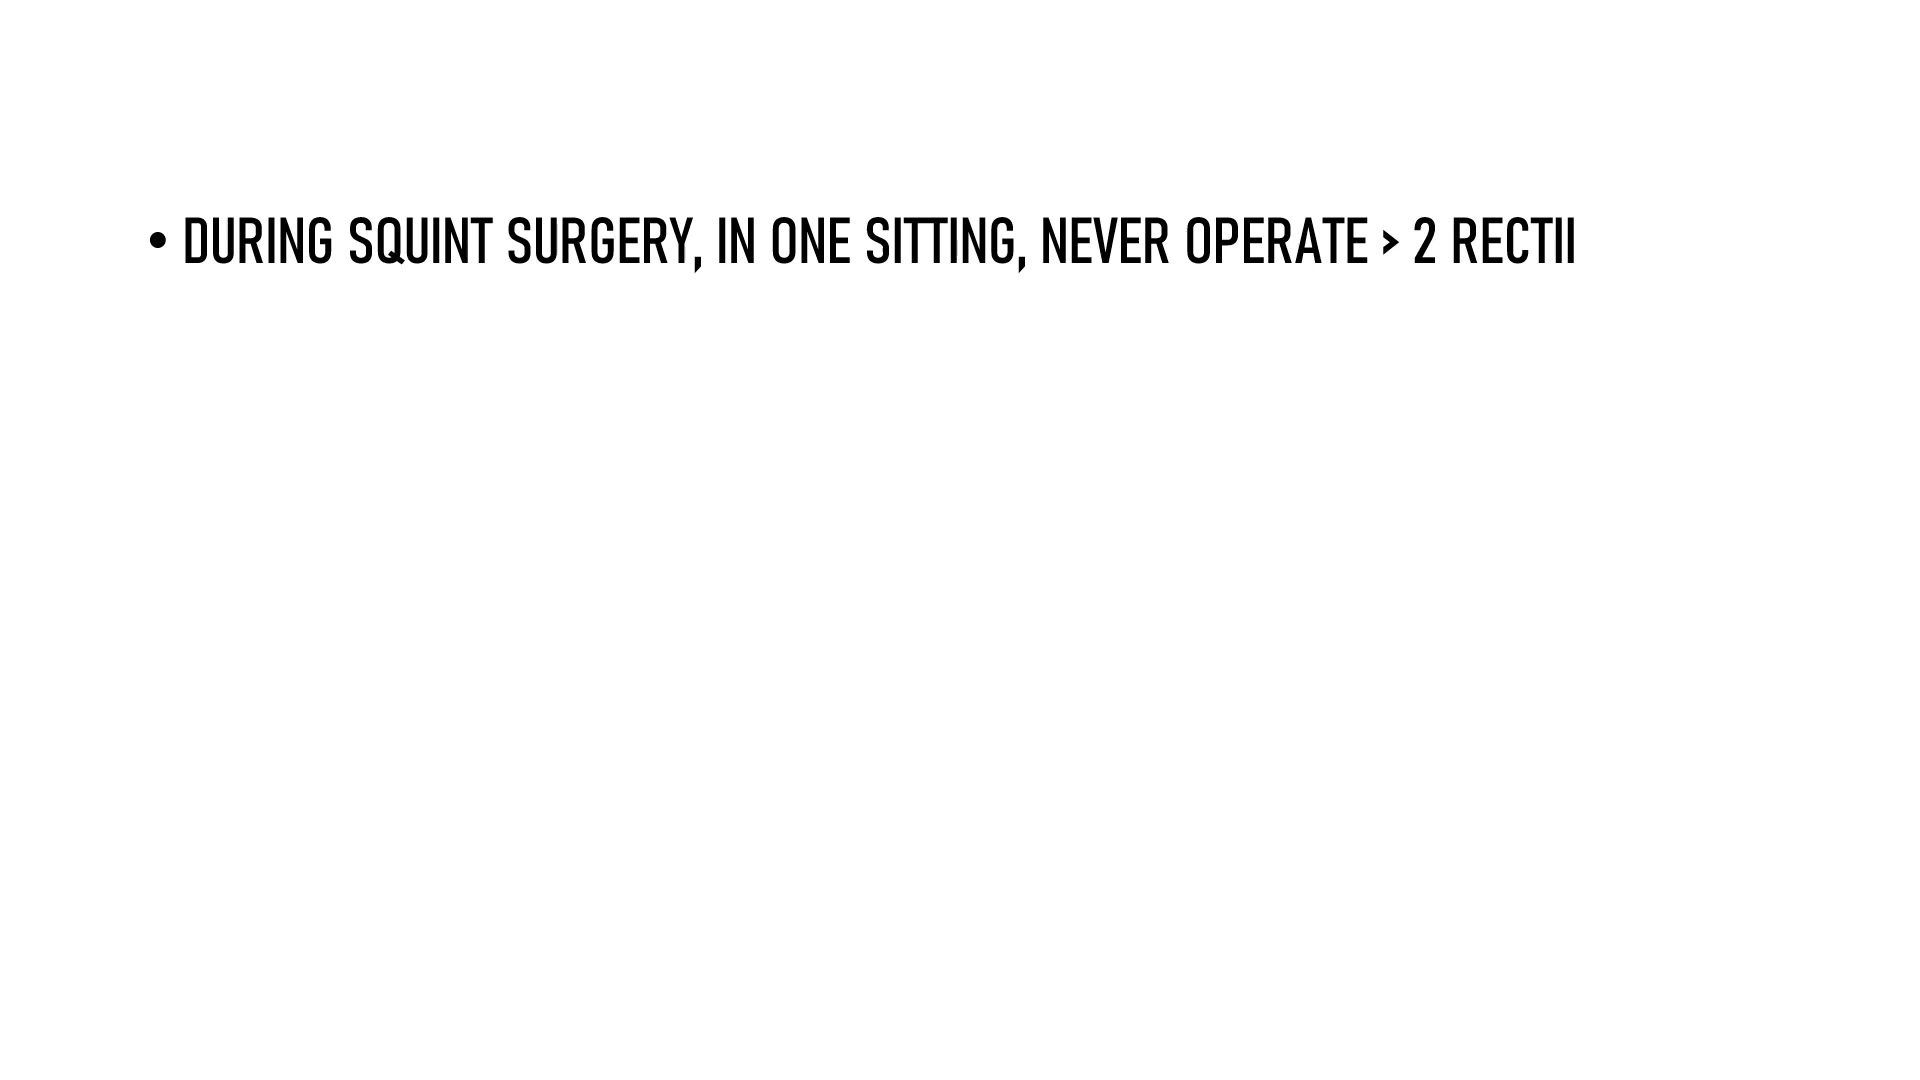 • DURING SQUINT SURGERY, IN ONE SITTING, NEVER OPERATE > 2 RECTII